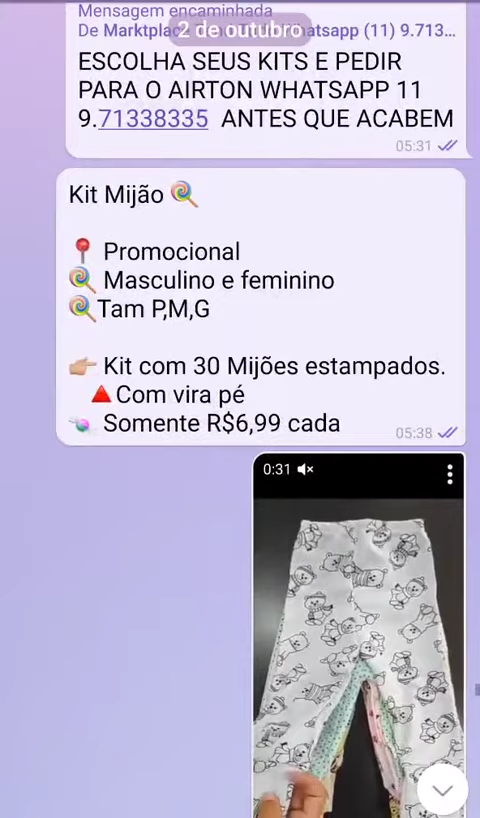 Mensagem encaminhada
2 de outubro
De Marktplac hatsapp (11) 9.713...
ESCOLHA SEUS KITS E PEDIR
PARA O AIRTON WHATSAPP 11
9.71338335 ANTES QUE ACABEM
05:31
Kit Mijão 🍭
📍 Promocional
🍭 Masculino e feminino
🍭Tam P,M,G
👉🏼 Kit com 30 Mijões estampados.
🔺Com vira pé
🍬 Somente R$6,99 cada
05:38
0:31